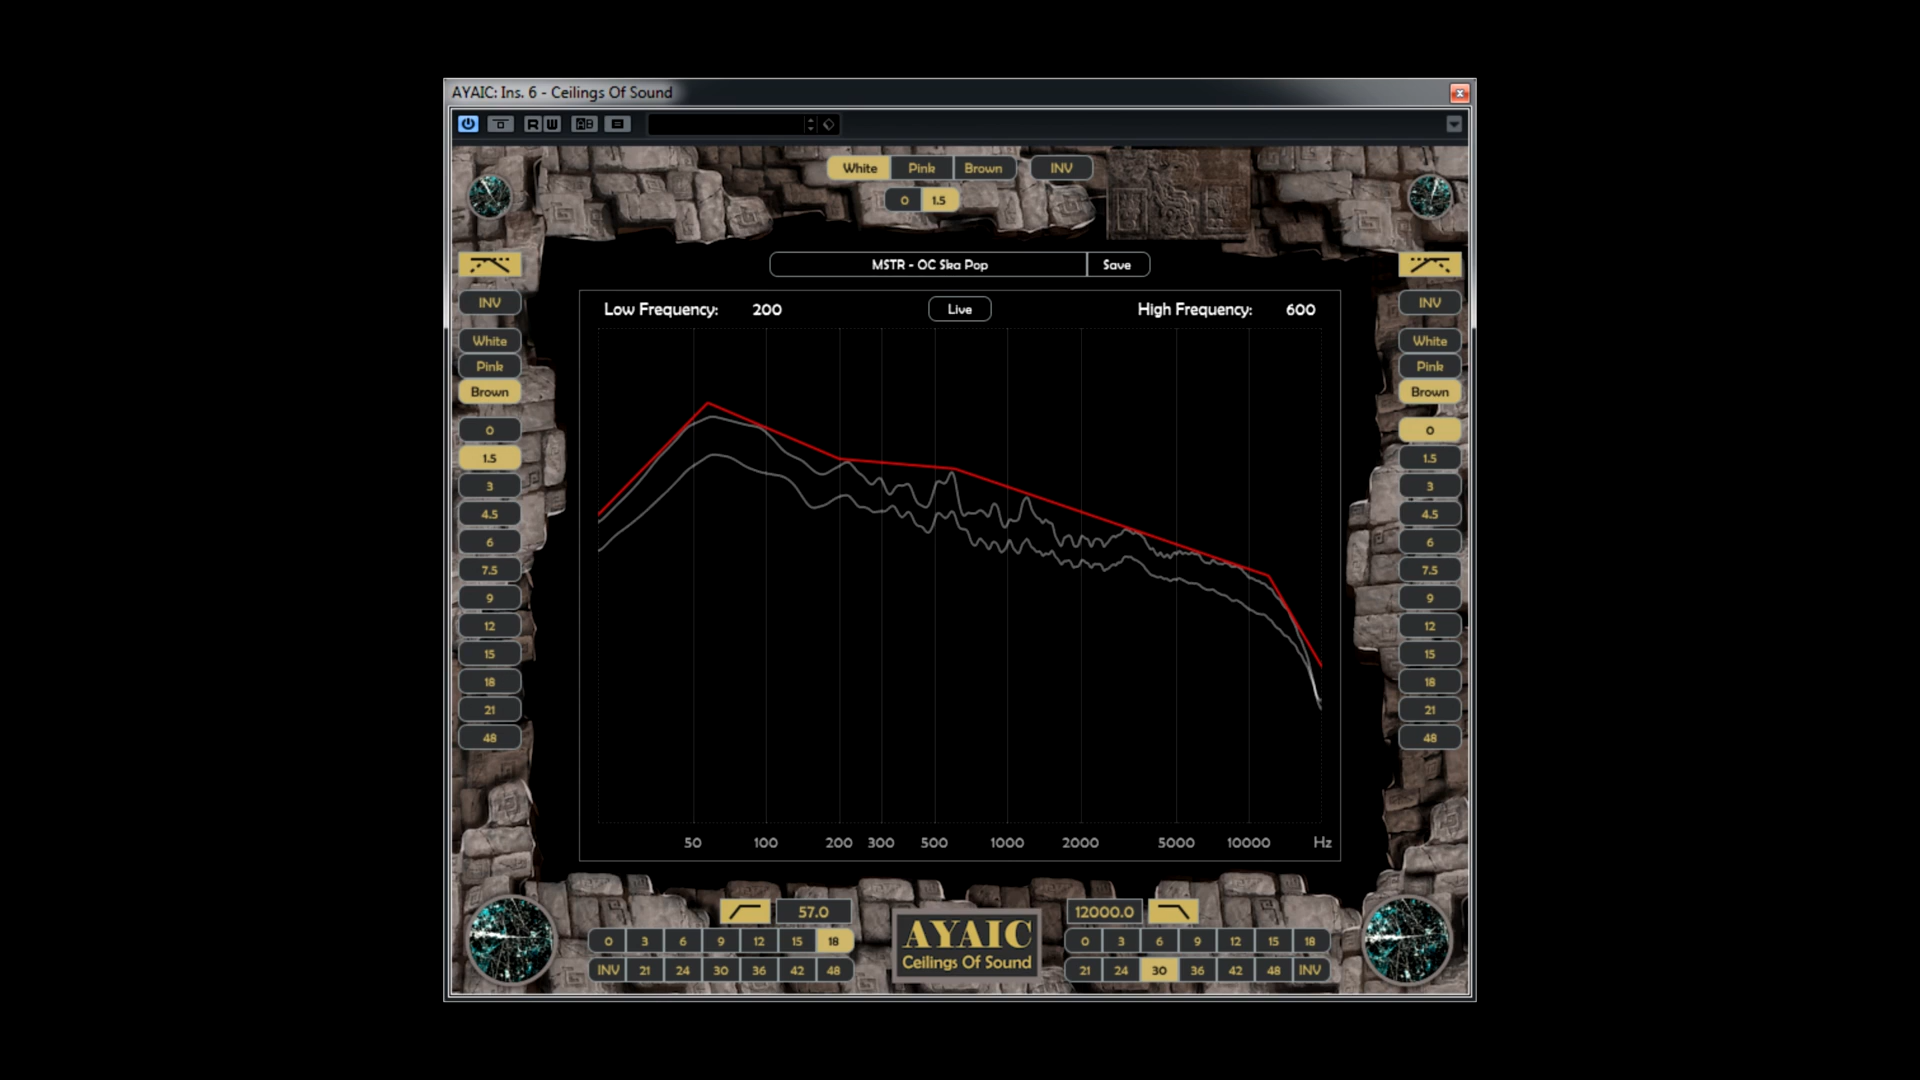 AYAIC: Ins. 6 - Ceilings Of Sound
R W AB
White Pink Brown INV
0 1.5
MSTR - OC Ska Pop Save
Low Frequency: 200 Live High Frequency: 600
INV
White
Pink
Brown
0
1.5
3
4.5
6
7.5
9
12
15
18
21
48
INV
White
Pink
Brown
0
1.5
3
4.5
6
7.5
9
12
15
18
21
48
50 100 200 300 500 1000 2000 5000 10000 Hz
57.0
0 3 6 9 12 15 18
INV 21 24 30 36 42 48
AYAIC
Ceilings Of Sound
12000.0
0 3 6 9 12 15 18
21 24 30 36 42 48 INV